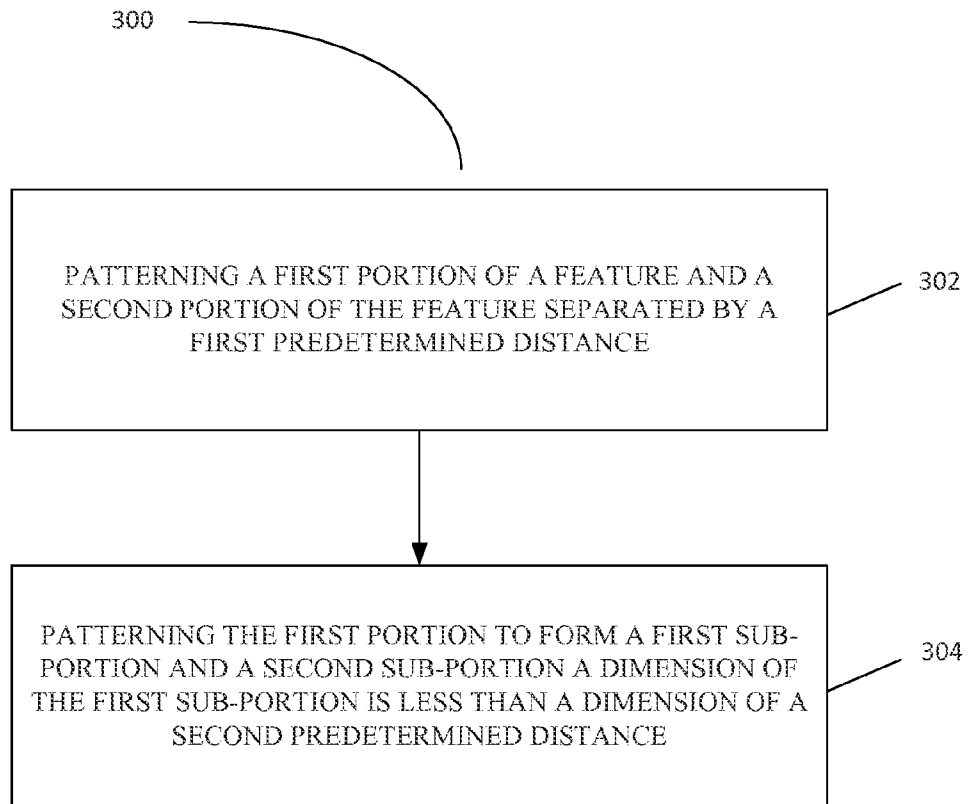 300
PATTERNING A FIRST PORTION OF A FEATURE AND A
SECOND PORTION OF THE FEATURE SEPARATED BY A
FIRST PREDETERMINED DISTANCE
302
PATTERNING THE FIRST PORTION TO FORM A FIRST SUB-
PORTION AND A SECOND SUB-PORTION A DIMENSION OF
THE FIRST SUB-PORTION IS LESS THAN A DIMENSION OF A
SECOND PREDETERMINED DISTANCE
304